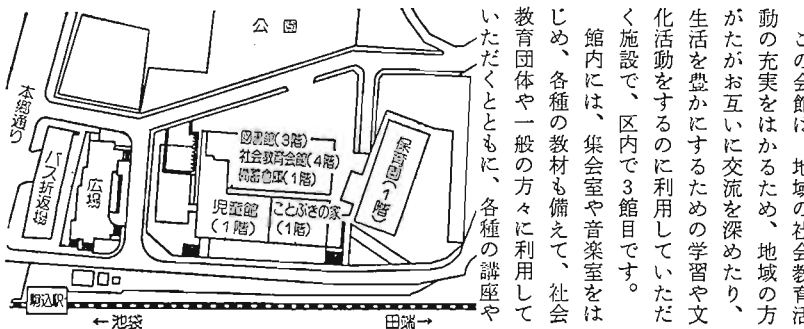 この会館は、地域の社会教育活
動の充実をはかるため、地域の方
がたがお互いに交流を深めたり、
生活を豊かにするための学習や文
化活動をするのに利用していただ
く施設で、区内で3館目です。
館内には、集会室や音楽室をは
じめ、各種の教材も備えて、社会
教育団体や一般の方々に利用して
いただくとともに、各種の講座や
公園
本郷通り
バス折返場
広場
図書館(3階)
社会教育会館(4階)
(1階)
児童館
(1階)
ことぶきの家
(1階)
保育園(1階)
駒込駅
←池袋
田端→